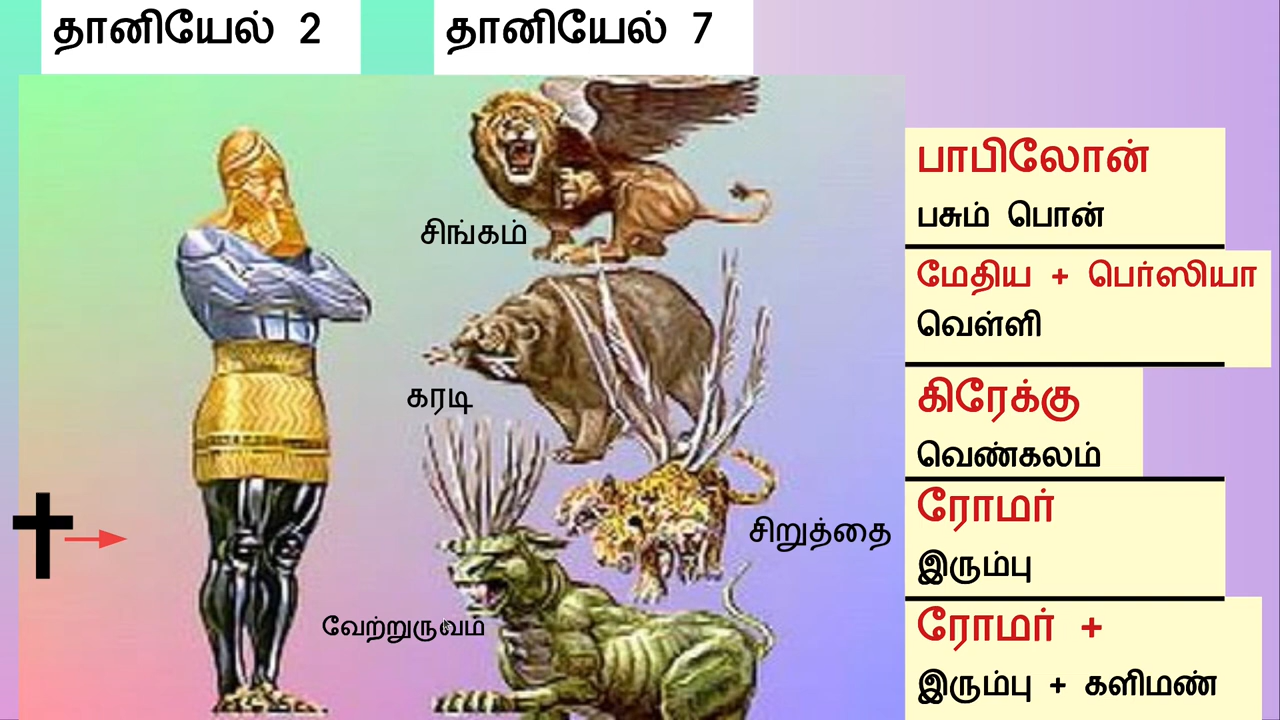 தானியேல் 2
தானியேல் 7
சிங்கம்
கரடி
சிறுத்தை
வேற்றுருவம்
பாபிலோன்
பசும் பொன்
மேதிய + பெர்ஸியா
வெள்ளி
கிரேக்கு
வெண்கலம்
ரோமர்
இரும்பு
ரோமர் +
இரும்பு + களிமண்